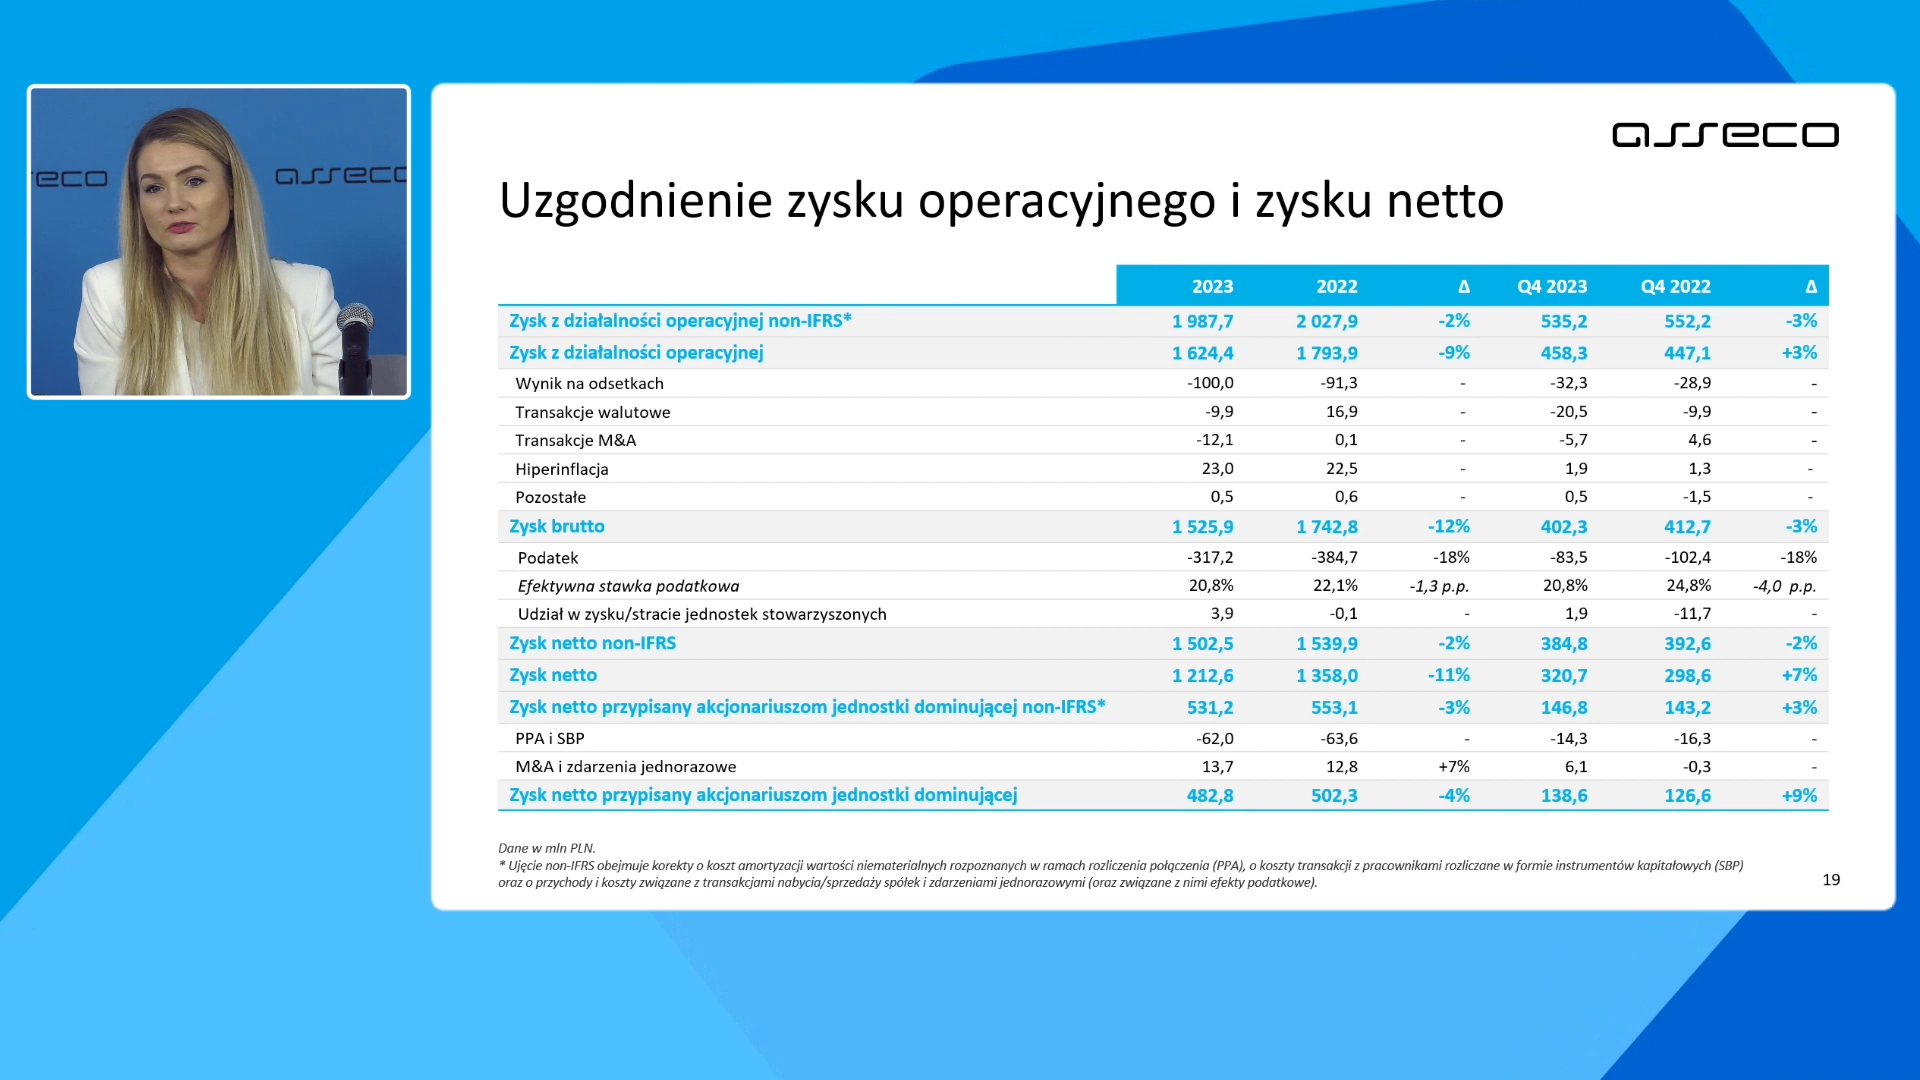 eco asseco
asseco
Uzgodnienie zysku operacyjnego i zysku netto
2023 2022 Δ Q4 2023 Q4 2022 Δ
Zysk z działalności operacyjnej non-IFRS* 1 987,7 2 027,9 -2% 535,2 552,2 -3%
Zysk z działalności operacyjnej 1 624,4 1 793,9 -9% 458,3 447,1 +3%
Wynik na odsetkach -100,0 -91,3 - -32,3 -28,9 -
Transakcje walutowe -9,9 16,9 - -20,5 -9,9 -
Transakcje M&A -12,1 0,1 - -5,7 4,6 -
Hiperinflacja 23,0 22,5 - 1,9 1,3 -
Pozostałe 0,5 0,6 - 0,5 -1,5 -
Zysk brutto 1 525,9 1 742,8 -12% 402,3 412,7 -3%
Podatek -317,2 -384,7 -18% -83,5 -102,4 -18%
Efektywna stawka podatkowa 20,8% 22,1% -1,3 p.p. 20,8% 24,8% -4,0 p.p.
Udział w zysku/stracie jednostek stowarzyszonych 3,9 -0,1 - 1,9 -11,7 -
Zysk netto non-IFRS 1 502,5 1 539,9 -2% 384,8 392,6 -2%
Zysk netto 1 212,6 1 358,0 -11% 320,7 298,6 +7%
Zysk netto przypisany akcjonariuszom jednostki dominującej non-IFRS* 531,2 553,1 -3% 146,8 143,2 +3%
PPA i SBP -62,0 -63,6 - -14,3 -16,3 -
M&A i zdarzenia jednorazowe 13,7 12,8 +7% 6,1 -0,3 -
Zysk netto przypisany akcjonariuszom jednostki dominującej 482,8 502,3 -4% 138,6 126,6 +9%
Dane w mln PLN.
* Ujęcie non-IFRS obejmuje korekty o koszt amortyzacji wartości niematerialnych rozpoznanych w ramach rozliczenia połączenia (PPA), o koszty transakcji z pracownikami rozliczane w formie instrumentów kapitałowych (SBP)
oraz o przychody i koszty związane z transakcjami nabycia/sprzedaży spółek i zdarzeniami jednorazowymi (oraz związane z nimi efekty podatkowe).
19